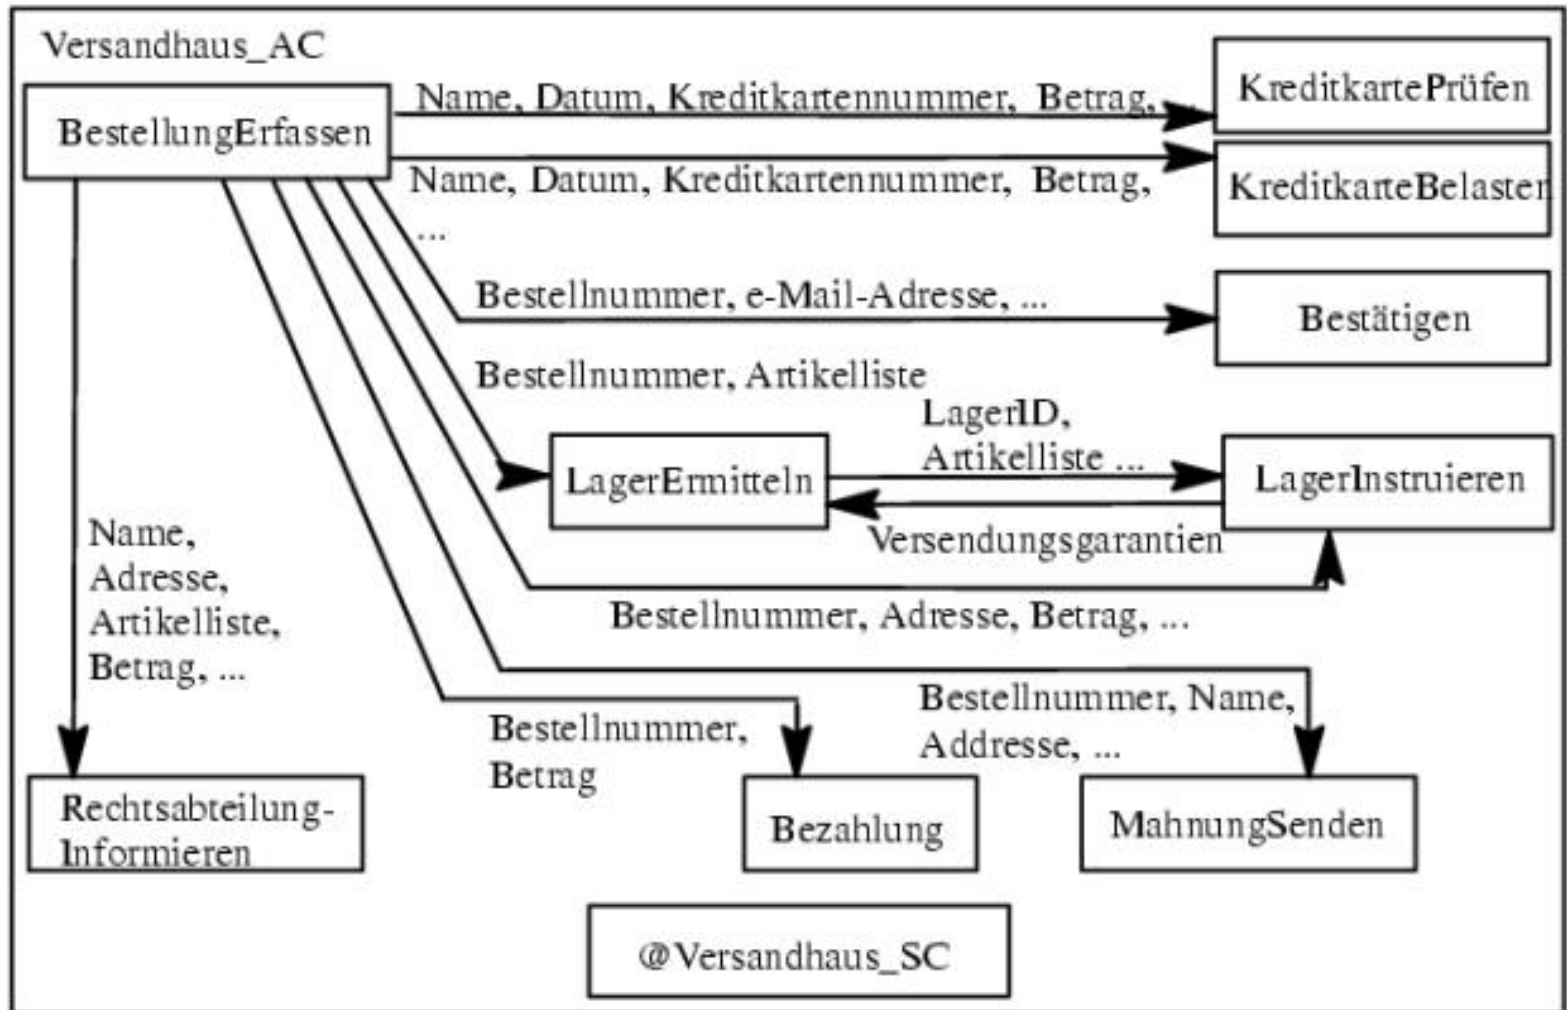 Versandhaus_AC
BestellungErfassen
Name, Datum, Kreditkartennummer, Betrag, ...
KreditkartePrüfen
Name, Datum, Kreditkartennummer, Betrag,
...
KreditkarteBelasten
Bestellnummer, e-Mail-Adresse, ...
Bestätigen
Bestellnummer, Artikelliste
LagerErmitteln
LagerID,
Artikelliste ...
LagerInstruieren
Versendungsgarantien
Bestellnummer, Adresse, Betrag, ...
Name,
Adresse,
Artikelliste,
Betrag, ...
Bestellnummer,
Betrag
Bestellnummer, Name,
Addresse, ...
Rechtsabteilung-
Informieren
Bezahlung
MahnungSenden
@Versandhaus_SC